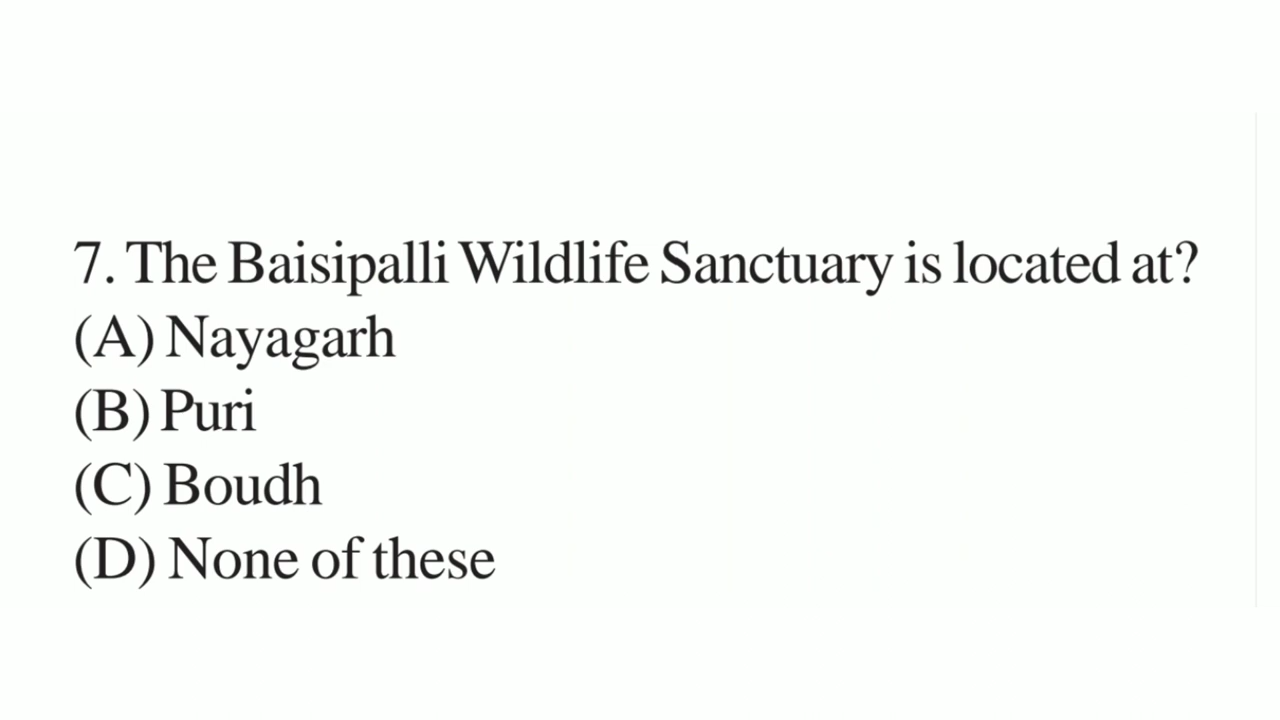 7. The Baisipalli Wildlife Sanctuary is located at?
(A) Nayagarh
(B) Puri
(C) Boudh
(D) None of these